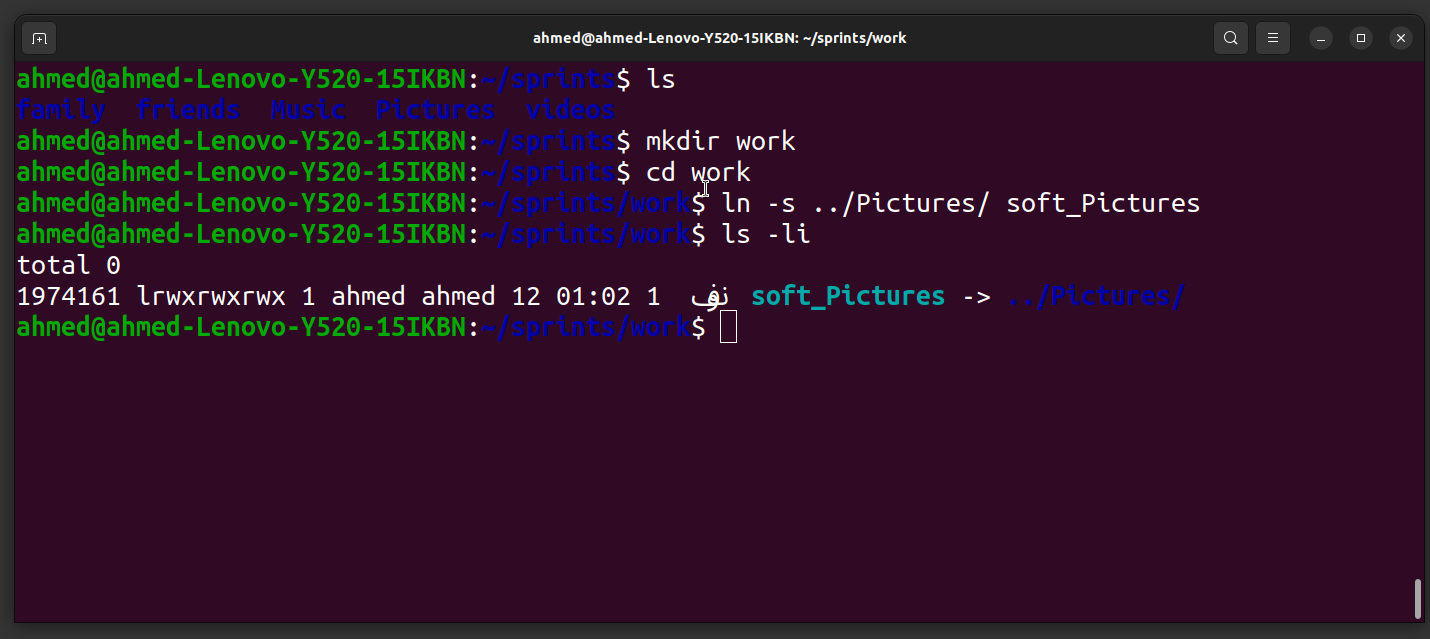 ahmed@ahmed-Lenovo-Y520-15IKBN: ~/sprints/work
ahmed@ahmed-Lenovo-Y520-15IKBN:~/sprints$ ls
family  friends  Music  Pictures  videos
ahmed@ahmed-Lenovo-Y520-15IKBN:~/sprints$ mkdir work
ahmed@ahmed-Lenovo-Y520-15IKBN:~/sprints$ cd work
ahmed@ahmed-Lenovo-Y520-15IKBN:~/sprints/work$ ln -s ../Pictures/ soft_Pictures
ahmed@ahmed-Lenovo-Y520-15IKBN:~/sprints/work$ ls -li
total 0
1974161 lrwxrwxrwx 1 ahmed ahmed 12 01:02 1  نوف soft_Pictures -> ../Pictures/
ahmed@ahmed-Lenovo-Y520-15IKBN:~/sprints/work$